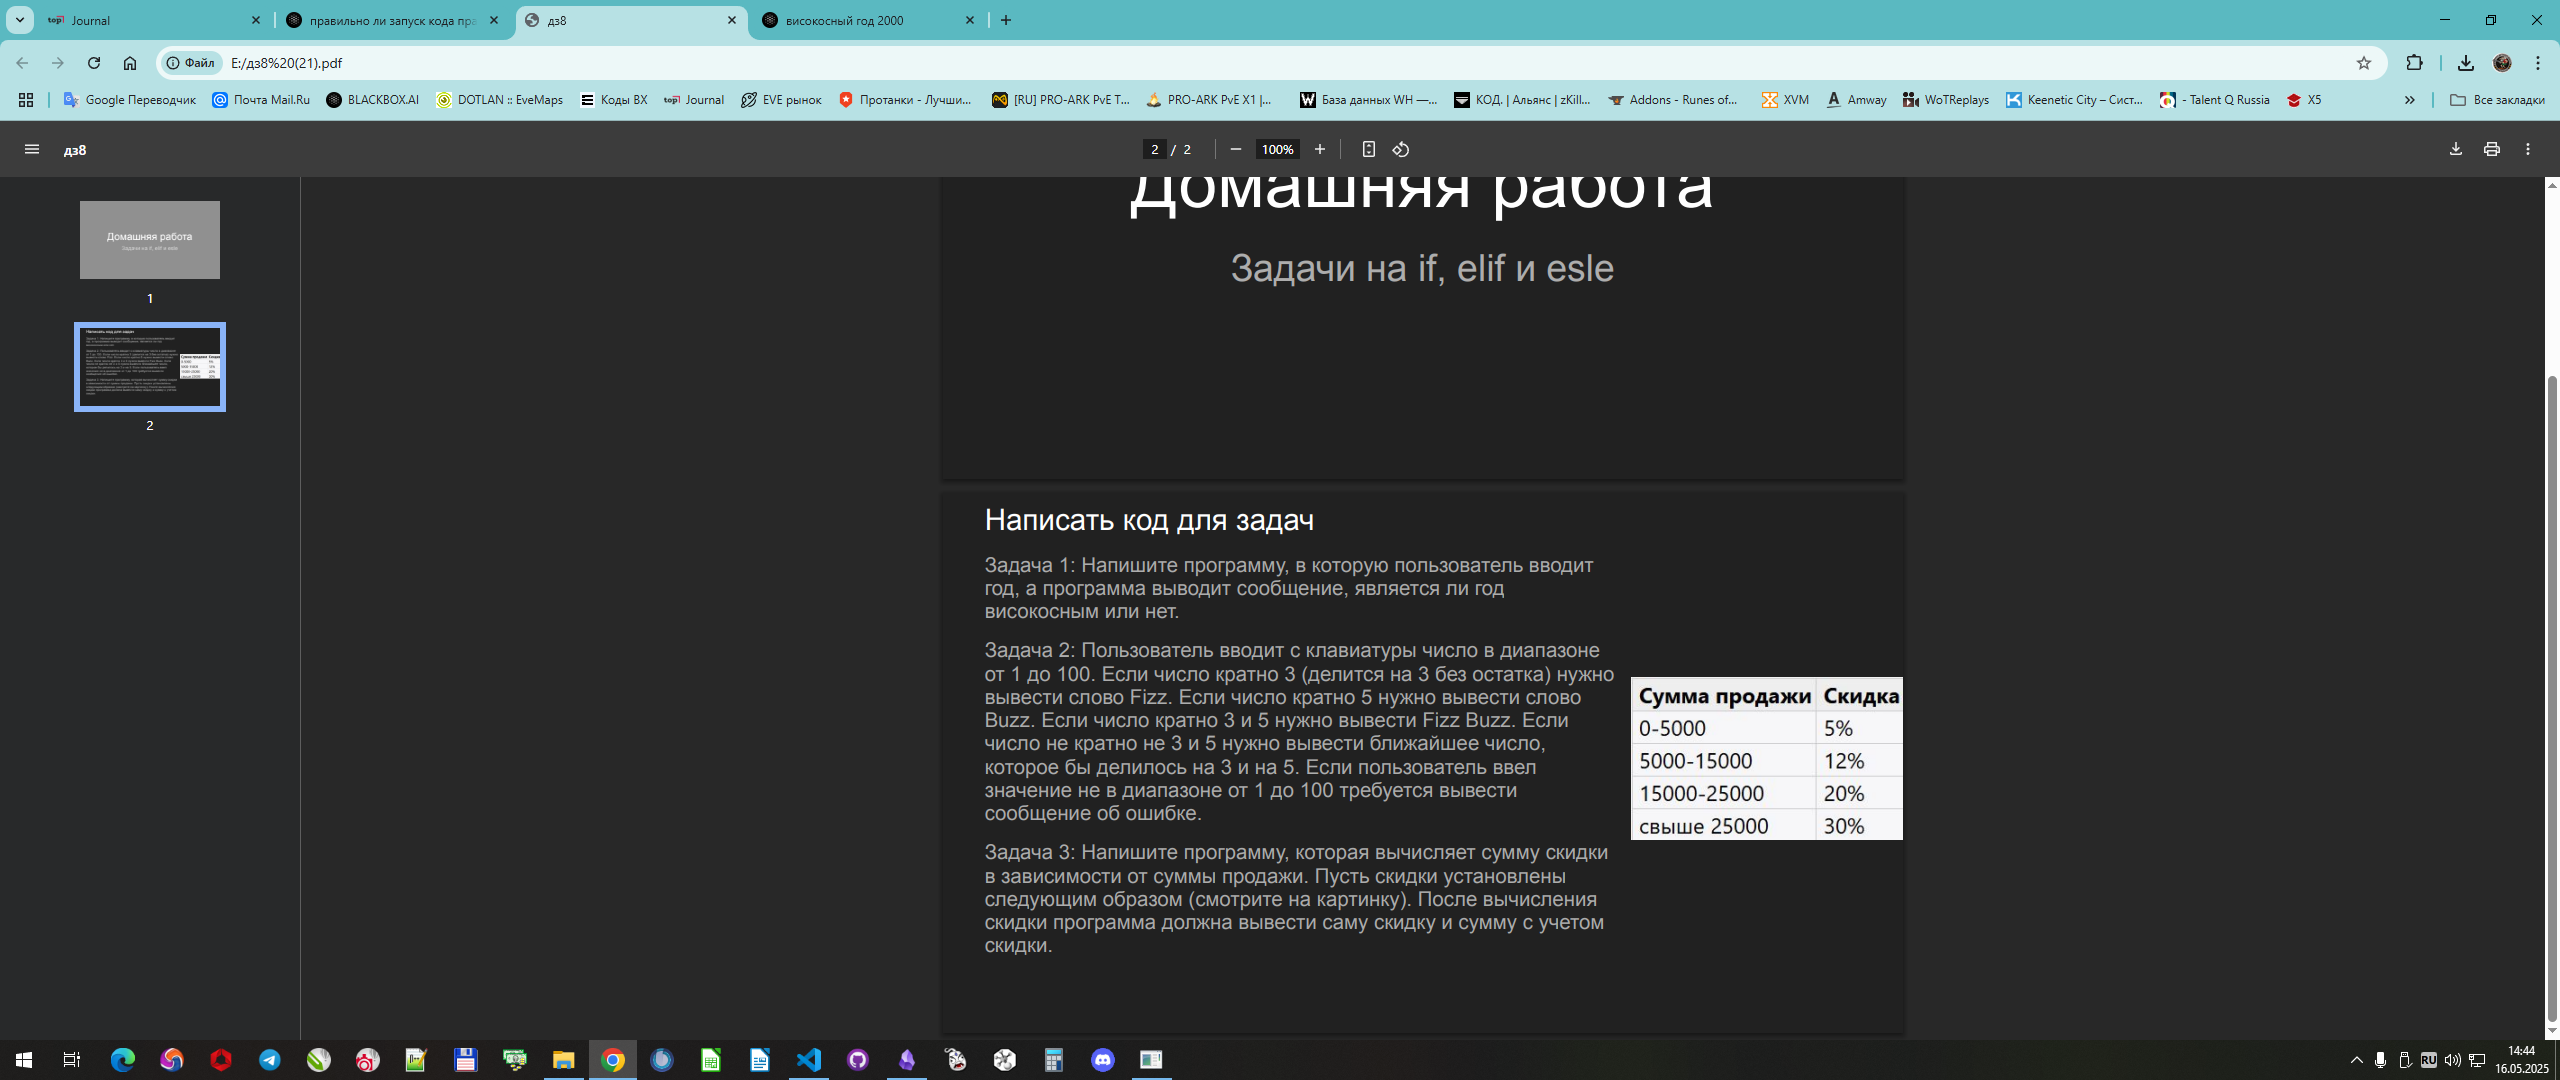 Journal
правильно ли запуск кода пра
дз8
високосный год 2000
Файл
E:/дз8%20(21).pdf
Google Переводчик
Почта Mail.Ru
BLACKBOX.AI
DOTLAN :: EveMaps
Коды ВХ
Journal
EVE рынок
Протанки - Лучши...
[RU] PRO-ARK PvE T...
PRO-ARK PvE X1 |...
База данных WH —...
КОД. | Альянс | zKill...
Addons - Runes of...
XVM
Amway
WoTReplays
Keenetic City – Сист...
- Talent Q Russia
X5
Все закладки
дз8
2 / 2
100%
Домашняя работа
1
2
Домашняя работа
Задачи на if, elif и esle
Написать код для задач
Задача 1: Напишите программу, в которую пользователь вводит
год, а программа выводит сообщение, является ли год
високосным или нет.
Задача 2: Пользователь вводит с клавиатуры число в диапазоне
от 1 до 100. Если число кратно 3 (делится на 3 без остатка) нужно
вывести слово Fizz. Если число кратно 5 нужно вывести слово
Buzz. Если число кратно 3 и 5 нужно вывести Fizz Buzz. Если
число не кратно не 3 и 5 нужно вывести ближайшее число,
которое бы делилось на 3 и на 5. Если пользователь ввел
значение не в диапазоне от 1 до 100 требуется вывести
сообщение об ошибке.
Задача 3: Напишите программу, которая вычисляет сумму скидки
в зависимости от суммы продажи. Пусть скидки установлены
следующим образом (смотрите на картинку). После вычисления
скидки программа должна вывести саму скидку и сумму с учетом
скидки.
Сумма продажи Скидка
0-5000 5%
5000-15000 12%
15000-25000 20%
свыше 25000 30%
RU
14:44
16.05.2025